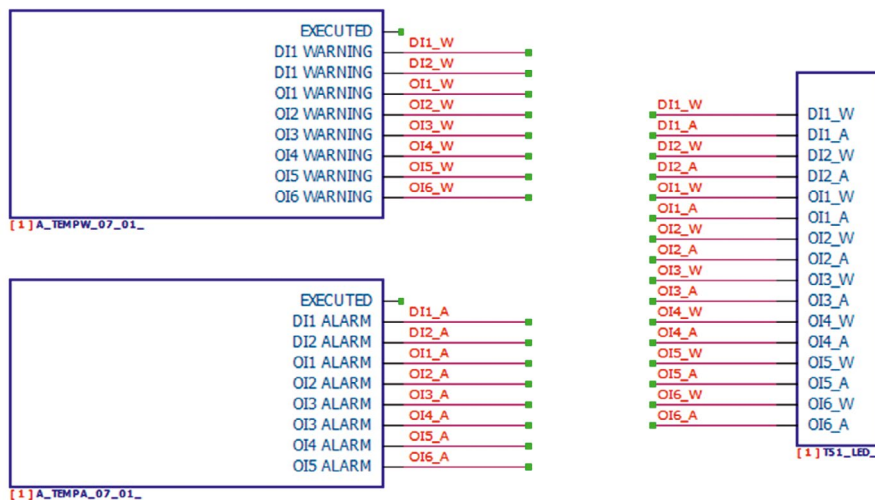 EXECUTED
DI1 WARNING DI1_W
DI1 WARNING DI2_W
OI1 WARNING OI1_W
OI2 WARNING OI2_W
OI3 WARNING OI3_W
OI4 WARNING OI4_W
OI5 WARNING OI5_W
OI6 WARNING OI6_W
[ 1 ] A_TEMPW_07_01_
EXECUTED
DI1 ALARM DI1_A
DI2 ALARM DI2_A
OI1 ALARM OI1_A
OI2 ALARM OI2_A
OI3 ALARM OI3_A
OI3 ALARM OI4_A
OI4 ALARM OI5_A
OI5 ALARM OI6_A
[ 1 ] A_TEMPA_07_01_
DI1_W DI1_W
DI1_A DI1_A
DI2_W DI2_W
DI2_A DI2_A
OI1_W OI1_W
OI1_A OI1_A
OI2_W OI2_W
OI2_A OI2_A
OI3_W OI3_W
OI3_A OI3_A
OI4_W OI4_W
OI4_A OI4_A
OI5_W OI5_W
OI5_A OI5_A
OI6_W OI6_W
OI6_A OI6_A
[ 1 ] T51_LED_